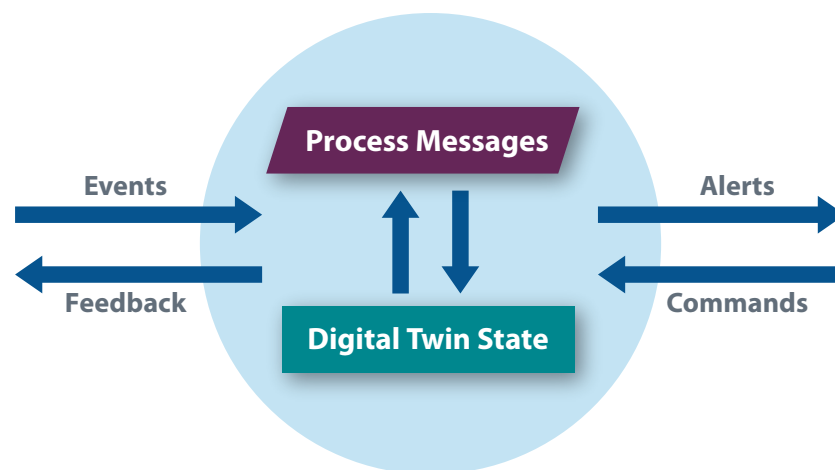 Process Messages
Events
Alerts
Feedback
Commands
Digital Twin State